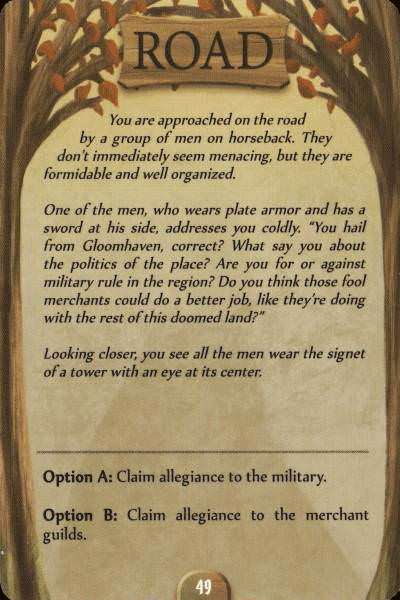 ROAD
You are approached on the road
by a group of men on horseback. They
don't immediately seem menacing, but they are
formidable and well organized.
One of the men, who wears plate armor and has a
sword at his side, addresses you coldly. "You hail
from Gloomhaven, correct? What say you about
the politics of the place? Are you for or against
military rule in the region? Do you think those fool
merchants could do a better job, like they're doing
with the rest of this doomed land?"
Looking closer, you see all the men wear the signet
of a tower with an eye at its center.
Option A: Claim allegiance to the military.
Option B: Claim allegiance to the merchant
guilds.
49